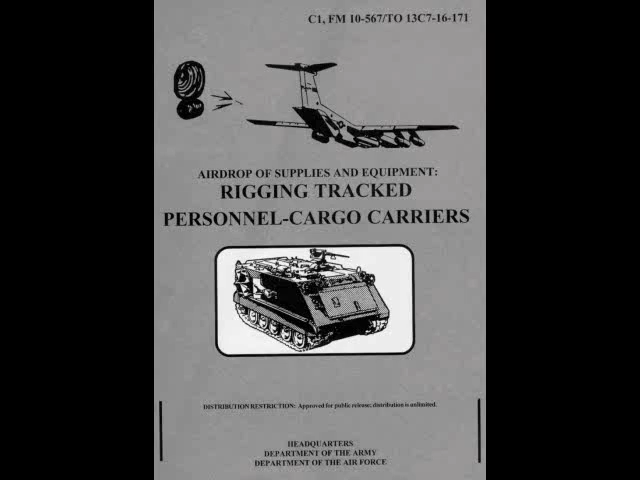 C1, FM 10-567/TO 13C7-16-171
AIRDROP OF SUPPLIES AND EQUIPMENT:
RIGGING TRACKED
PERSONNEL-CARGO CARRIERS
DISTRIBUTION RESTRICTION: Approved for public release; distribution is unlimited.
HEADQUARTERS
DEPARTMENT OF THE ARMY
DEPARTMENT OF THE AIR FORCE